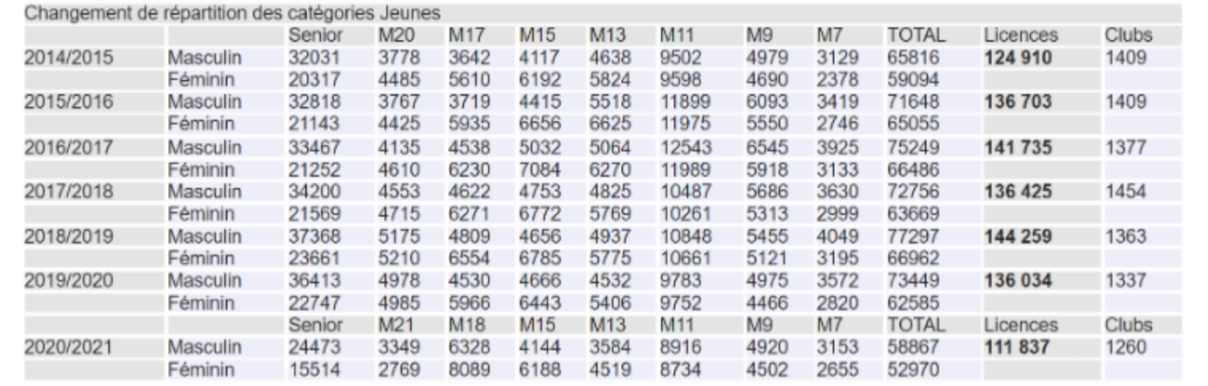 Changement de répartition des catégories Jeunes
Senior M20 M17 M15 M13 M11 M9 M7 TOTAL Licences Clubs
2014/2015 Masculin 32031 3778 3642 4117 4638 9502 4979 3129 65816 124 910 1409
Féminin 20317 4485 5610 6192 5824 9598 4690 2378 59094
2015/2016 Masculin 32818 3767 3719 4415 5518 11899 6093 3419 71648 136 703 1409
Féminin 21143 4425 5935 6656 6625 11975 5550 2746 65055
2016/2017 Masculin 33467 4135 4538 5032 5064 12543 6545 3925 75249 141 735 1377
Féminin 21252 4610 6230 7084 6270 11989 5918 3133 66486
2017/2018 Masculin 34200 4553 4622 4753 4825 10487 5686 3630 72756 136 425 1454
Féminin 21569 4715 6271 6772 5769 10261 5313 2999 63669
2018/2019 Masculin 37368 5175 4809 4656 4937 10848 5455 4049 77297 144 259 1363
Féminin 23661 5210 6554 6785 5775 10661 5121 3195 66962
2019/2020 Masculin 36413 4978 4530 4666 4532 9783 4975 3572 73449 136 034 1337
Féminin 22747 4985 5966 6443 5406 9752 4466 2820 62585
Senior M21 M18 M15 M13 M11 M9 M7 TOTAL Licences Clubs
2020/2021 Masculin 24473 3349 6328 4144 3584 8916 4920 3153 58867 111 837 1260
Féminin 15514 2769 8089 6188 4519 8734 4502 2655 52970